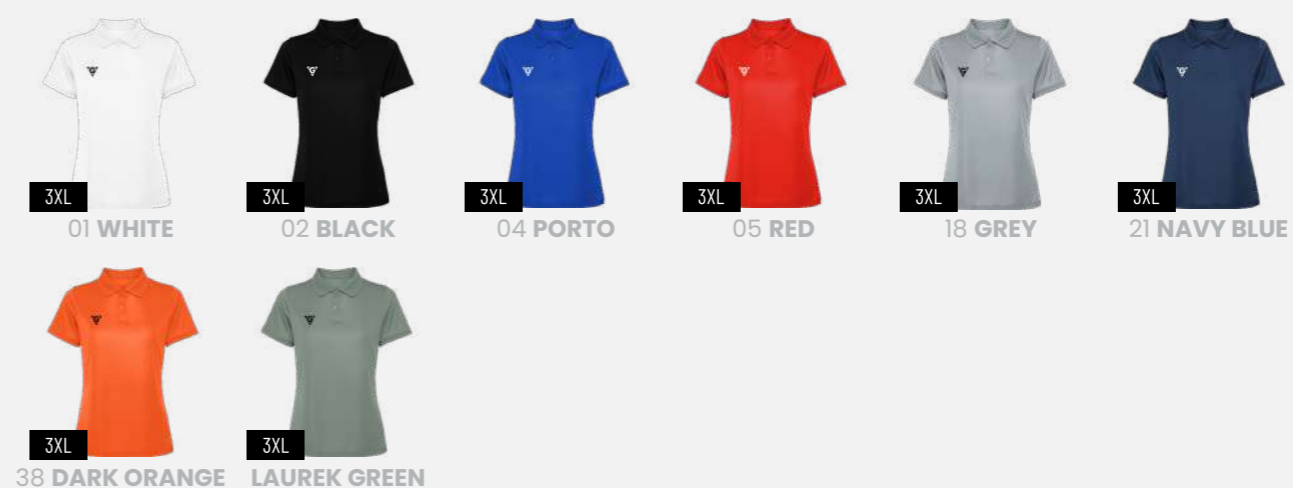 3XL 3XL 3XL 3XL 3XL 3XL
01 WHITE 02 BLACK 04 PORTO 05 RED 18 GREY 21 NAVY BLUE
3XL 3XL
38 DARK ORANGE LAUREK GREEN